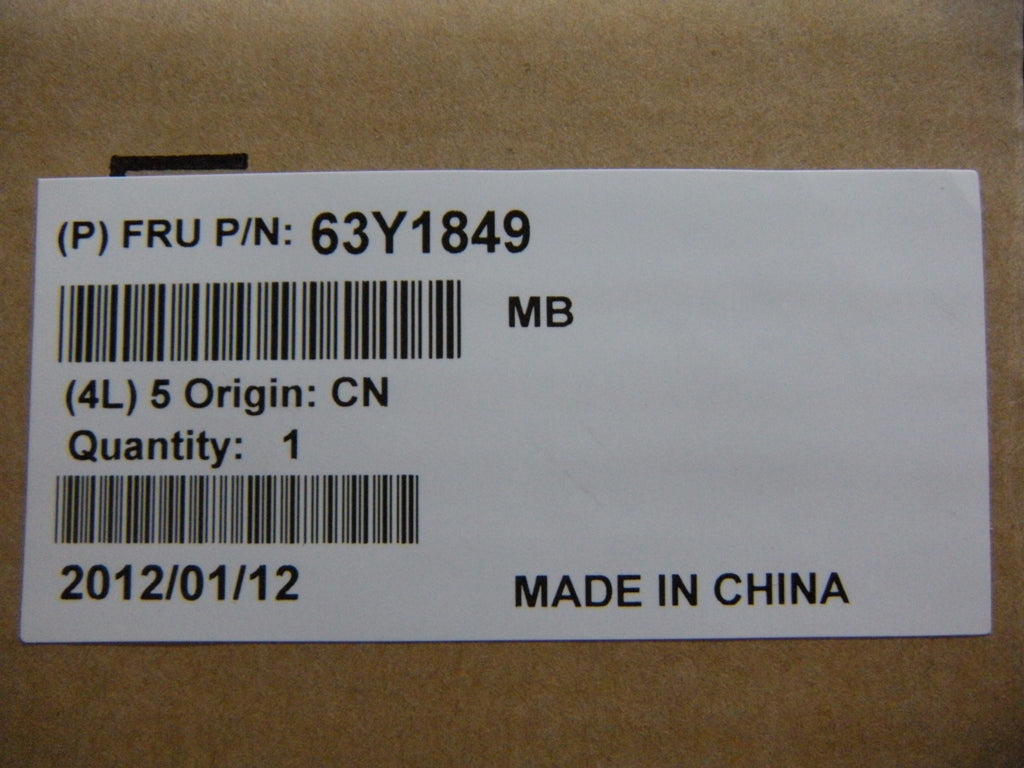 (P) FRU P/N: 63Y1849
MB
(4L) 5 Origin: CN
Quantity: 1
2012/01/12
MADE IN CHINA